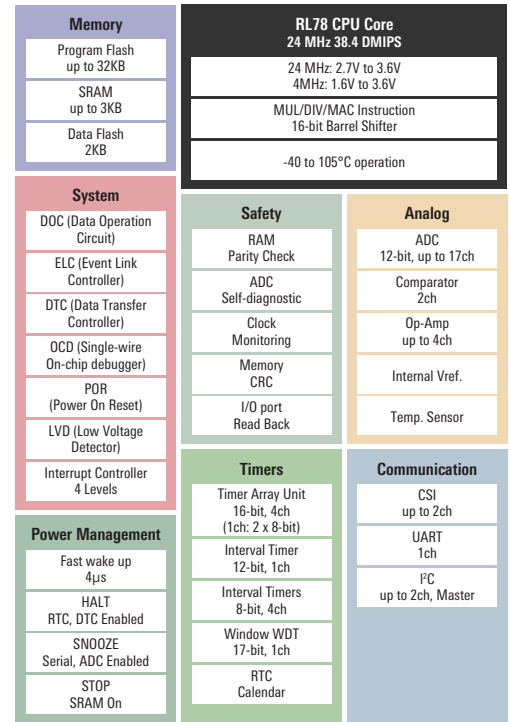 Memory
Program Flash
up to 32KB
SRAM
up to 3KB
Data Flash
2KB
RL78 CPU Core
24 MHz 38.4 DMIPS
24 MHz: 2.7V to 3.6V
4MHz: 1.6V to 3.6V
MUL/DIV/MAC Instruction
16-bit Barrel Shifter
-40 to 105°C operation
System
DOC (Data Operation
Circuit)
ELC (Event Link
Controller)
DTC (Data Transfer
Controller)
OCD (Single-wire
On-chip debugger)
POR
(Power On Reset)
LVD (Low Voltage
Detector)
Interrupt Controller
4 Levels
Safety
RAM
Parity Check
ADC
Self-diagnostic
Clock
Monitoring
Memory
CRC
I/O port
Read Back
Analog
ADC
12-bit, up to 17ch
Comparator
2ch
Op-Amp
up to 4ch
Internal Vref.
Temp. Sensor
Power Management
Fast wake up
4µs
HALT
RTC, DTC Enabled
SNOOZE
Serial, ADC Enabled
STOP
SRAM On
Timers
Timer Array Unit
16-bit, 4ch
(1ch: 2 x 8-bit)
Interval Timer
12-bit, 1ch
Interval Timers
8-bit, 4ch
Window WDT
17-bit, 1ch
RTC
Calendar
Communication
CSI
up to 2ch
UART
1ch
I²C
up to 2ch, Master